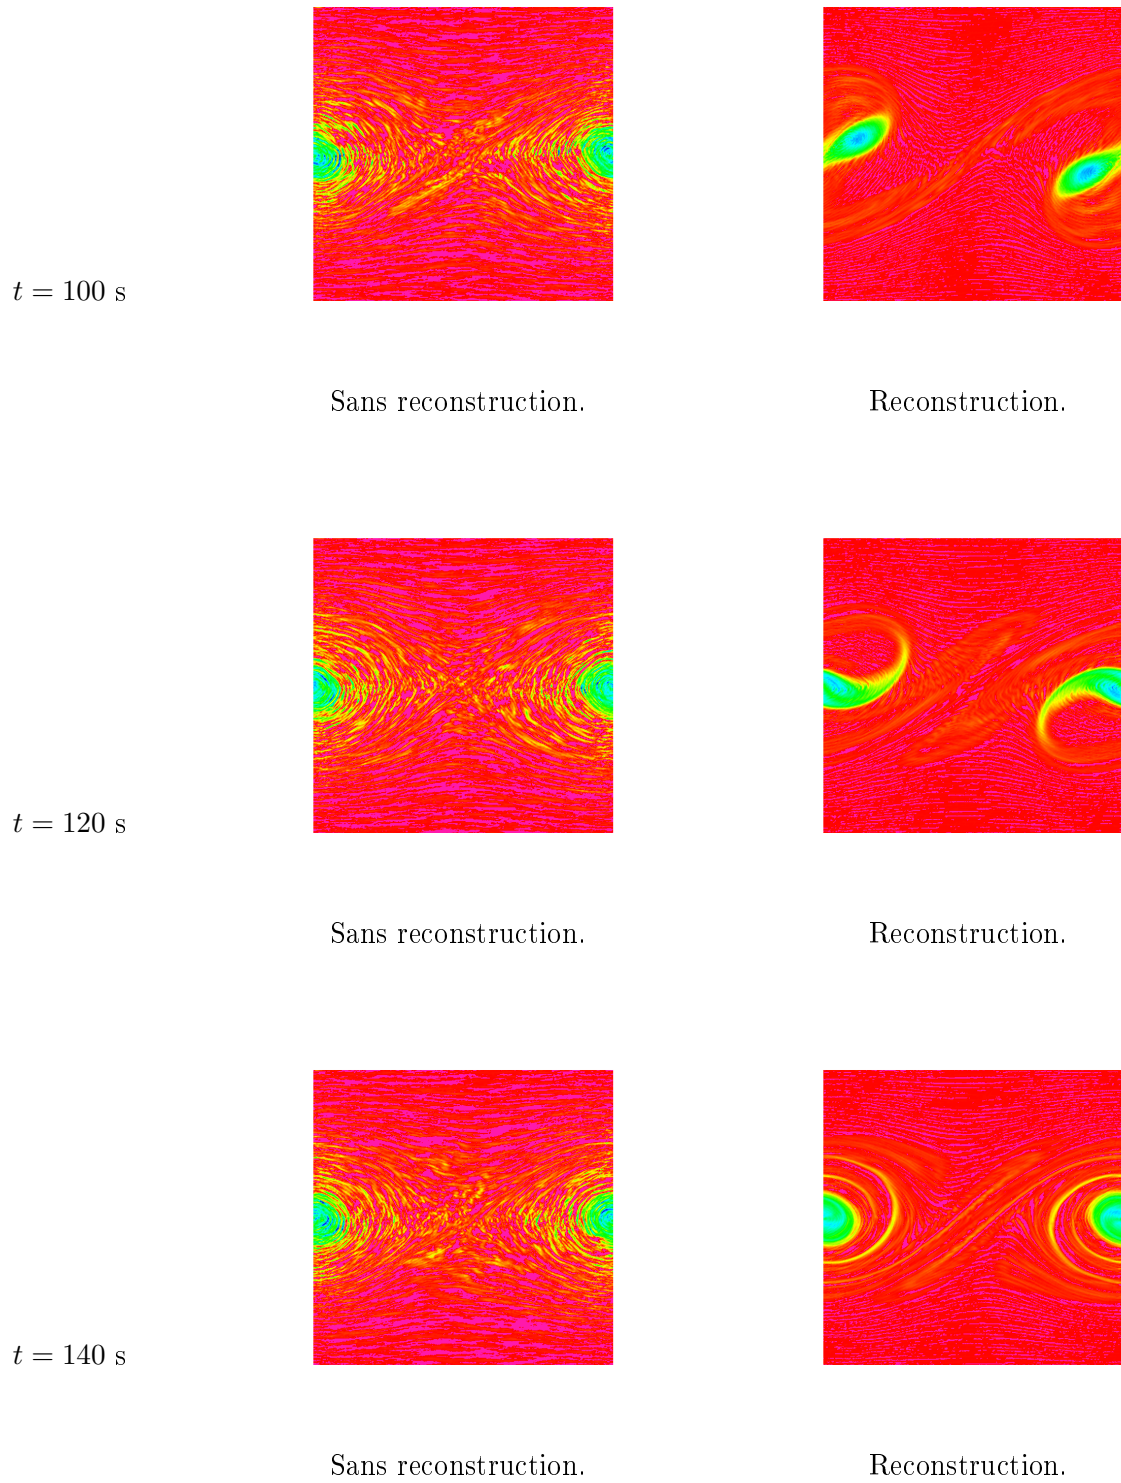 t = 100 s
Sans reconstruction.
Reconstruction.
t = 120 s
Sans reconstruction.
Reconstruction.
t = 140 s
Sans reconstruction.
Reconstruction.